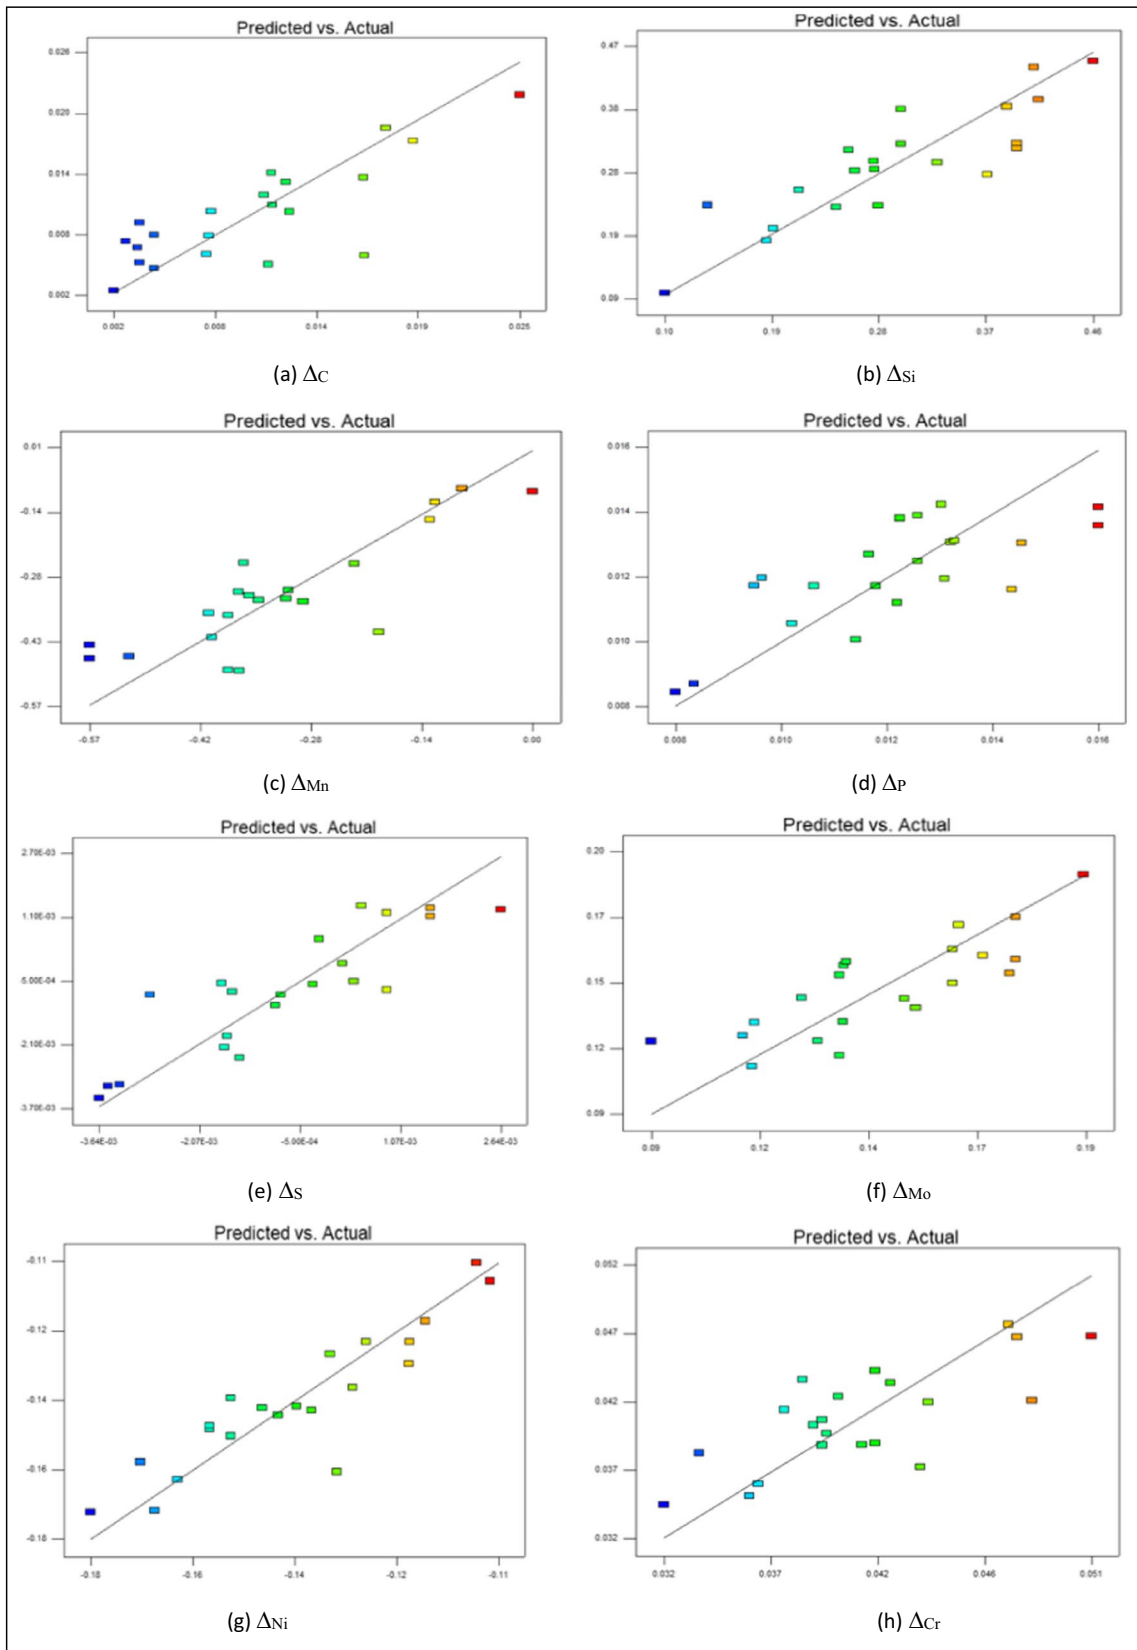 Predicted vs. Actual
0.026
0.020
0.014
0.008
0.002
0.002 0.008 0.014 0.019 0.025
(a) ΔC
Predicted vs. Actual
0.47
0.38
0.28
0.19
0.09
0.10 0.19 0.28 0.37 0.46
(b) ΔSi
Predicted vs. Actual
0.01
-0.14
-0.28
-0.43
-0.57
-0.57 -0.42 -0.28 -0.14 0.00
(c) ΔMn
Predicted vs. Actual
0.016
0.014
0.012
0.010
0.008
0.008 0.010 0.012 0.014 0.016
(d) ΔP
Predicted vs. Actual
2.70E-03
1.10E-03
-5.00E-04
-2.10E-03
-3.70E-03
-3.64E-03 -2.07E-03 -5.00E-04 1.07E-03 2.64E-03
(e) ΔS
Predicted vs. Actual
0.20
0.17
0.15
0.12
0.09
0.09 0.12 0.14 0.17 0.19
(f) ΔMo
Predicted vs. Actual
-0.11
-0.12
-0.14
-0.16
-0.18
-0.18 -0.16 -0.14 -0.12 -0.11
(g) ΔNi
Predicted vs. Actual
0.052
0.047
0.042
0.037
0.032
0.032 0.037 0.042 0.046 0.051
(h) ΔCr